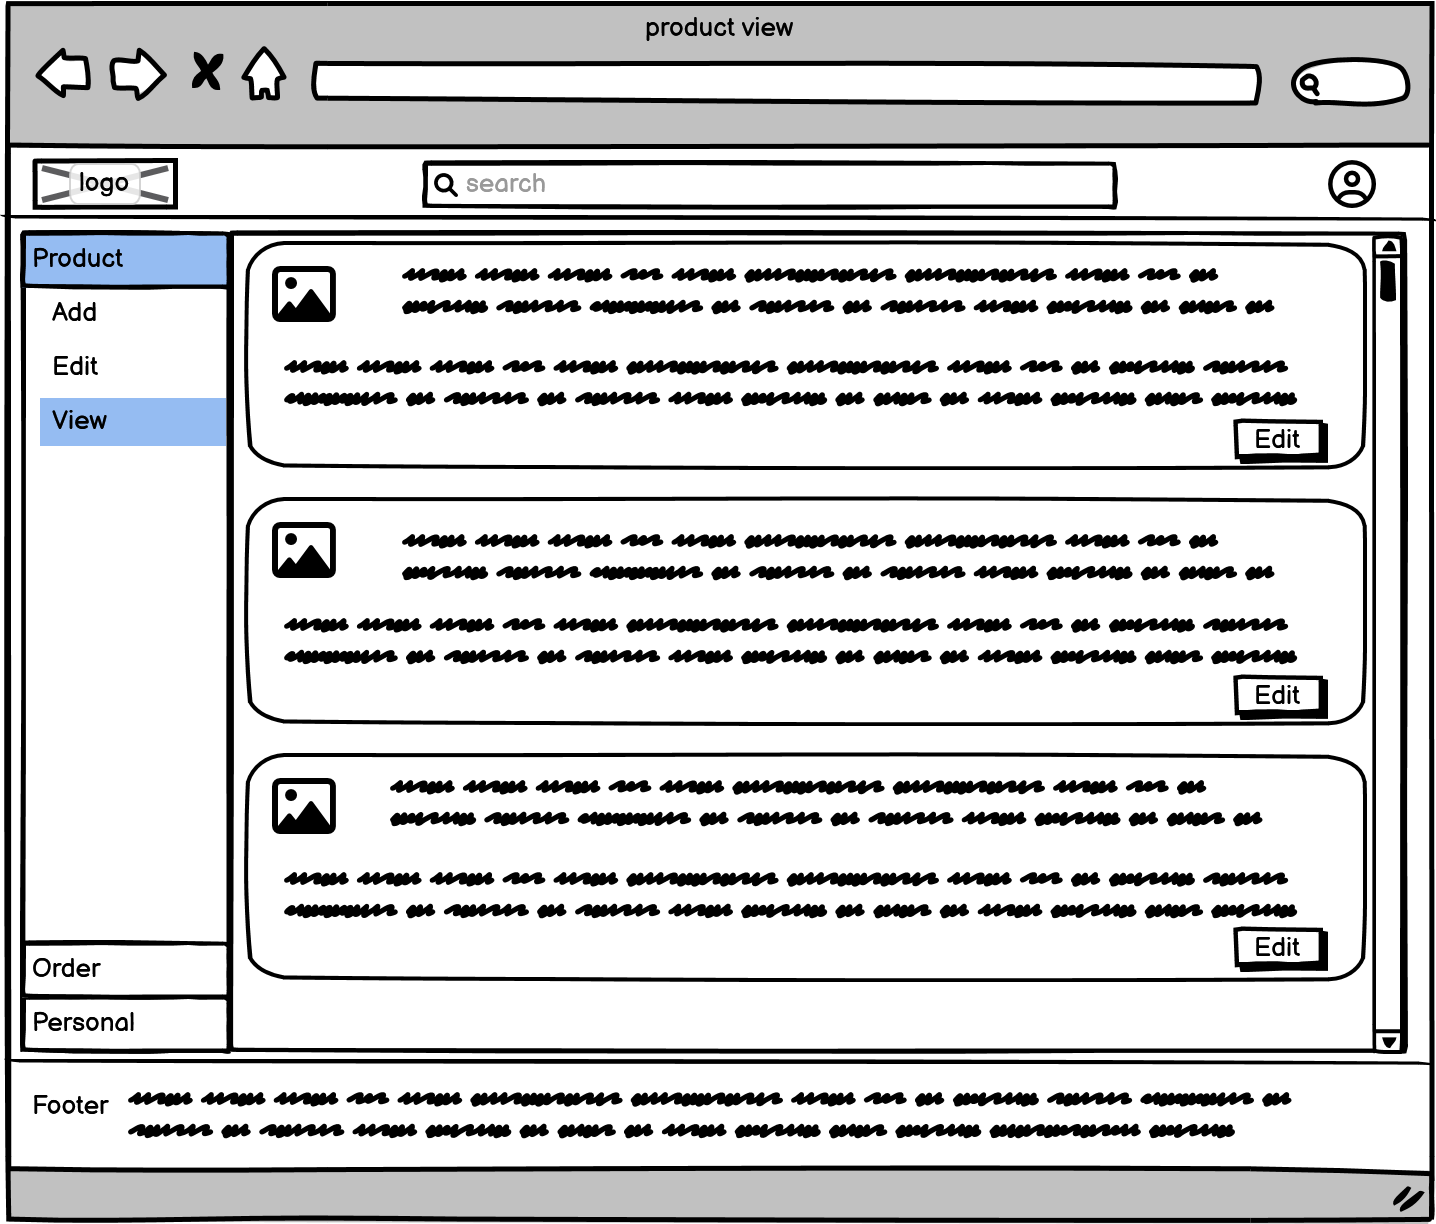 product view
logo
search
Product
Add
Edit
View
Order
Personal
Edit
Edit
Edit
Footer